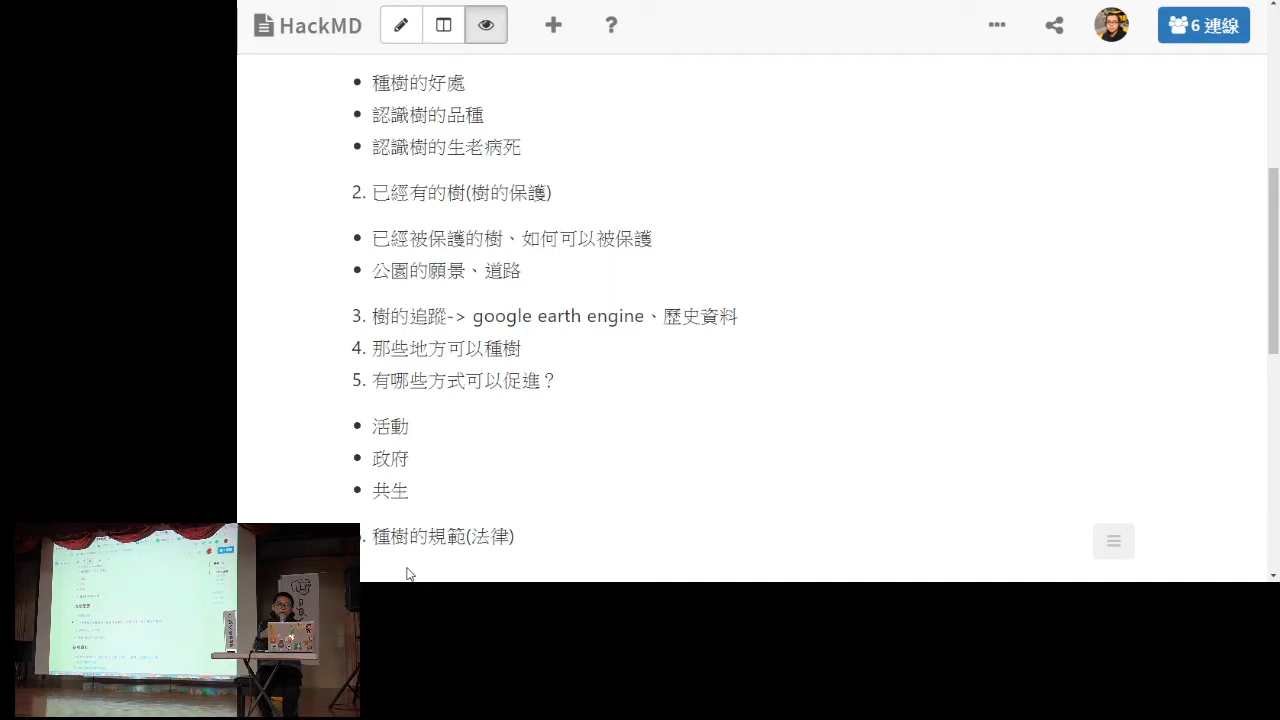 HackMD
6 連線
種樹的好處
認識樹的品種
認識樹的生老病死
2. 已經有的樹(樹的保護)
已經被保護的樹、如何可以被保護
公園的願景、道路
3. 樹的追蹤-> google earth engine、歷史資料
4. 那些地方可以種樹
5. 有哪些方式可以促進？
活動
政府
共生
種樹的規範(法律)